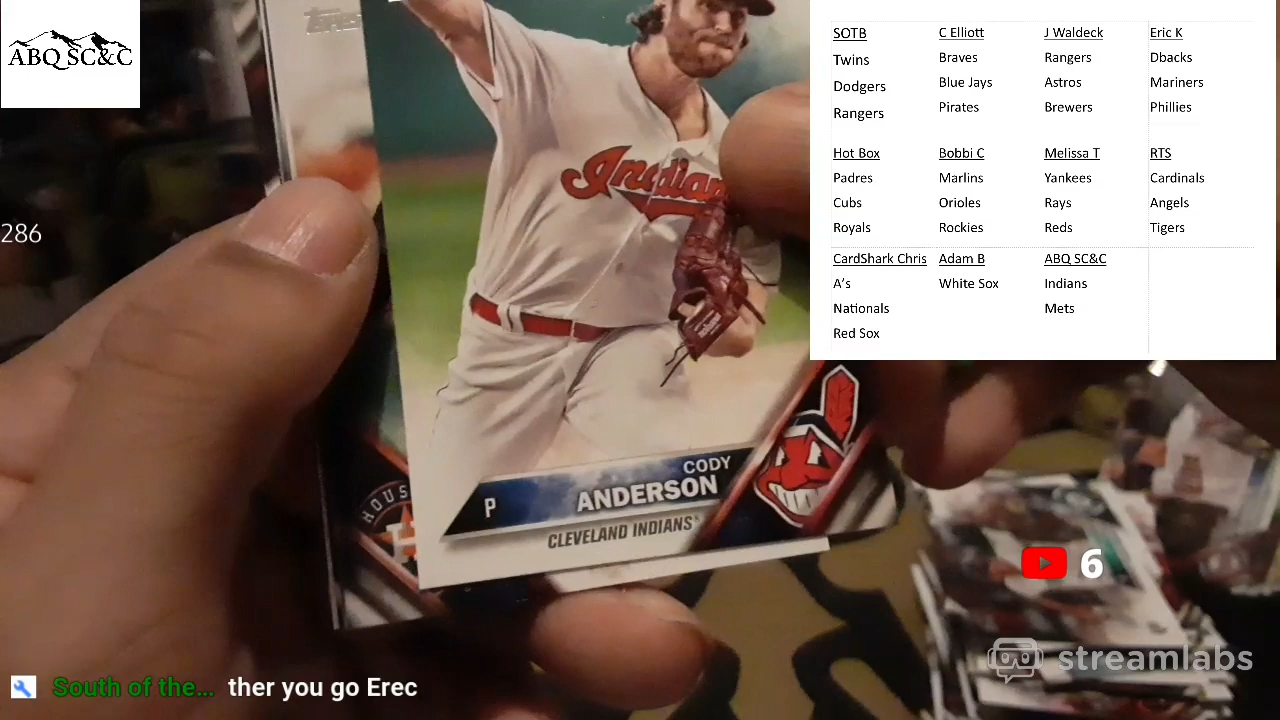 ABQ SC&C
Topps
286
Indians
P
CODY
ANDERSON
CLEVELAND INDIANS
HOUS
SOTB
Twins
Dodgers
Rangers
C Elliott
Braves
Blue Jays
Pirates
J Waldeck
Rangers
Astros
Brewers
Eric K
Dbacks
Mariners
Phillies
Hot Box
Padres
Cubs
Royals
Bobbi C
Marlins
Orioles
Rockies
Melissa T
Yankees
Rays
Reds
RTS
Cardinals
Angels
Tigers
CardShark Chris
A's
Nationals
Red Sox
Adam B
White Sox
ABQ SC&C
Indians
Mets
6
streamlabs
South of the... ther you go Erec